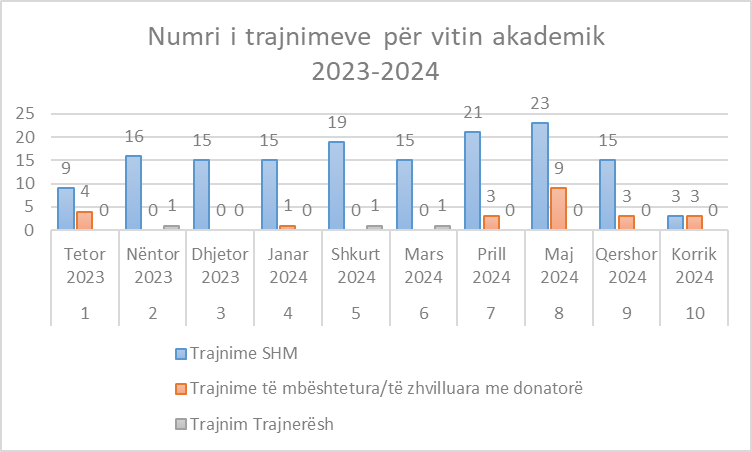 Numri i trajnimeve për vitin akademik
2023-2024
25
20
15
10
5
0
9 4 0
16 0 1
15 0 0
15 1 0
19 0 1
15 0 1
21 3 0
23 9 0
15 3 0
3 3 0
Tetor Nëntor Dhjetor Janar Shkurt Mars Prill Maj Qershor Korrik
2023 2023 2023 2024 2024 2024 2024 2024 2024 2024
1 2 3 4 5 6 7 8 9 10
Trajnime SHM
Trajnime të mbështetura/të zhvilluara me donatorë
Trajnim Trajnerësh